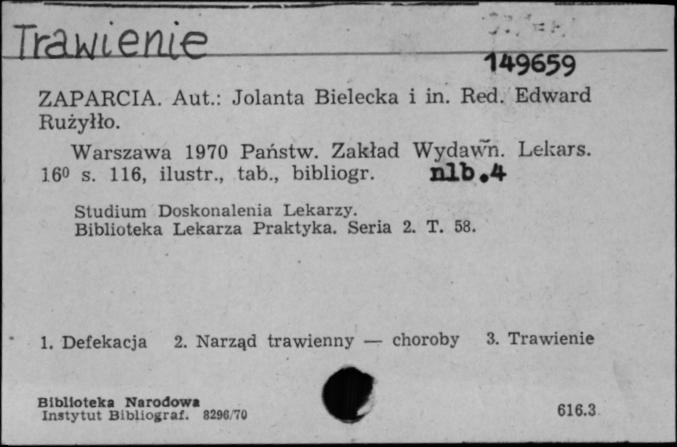 Trawienie
149659
ZAPARCIA. Aut.: Jolanta Bielecka i in. Red. Edward
Rużyłło.
Warszawa 1970 Państw. Zakład Wydawn. Lekars.
16⁰ s. 116, ilustr., tab., bibliogr. nlb.4
Studium Doskonalenia Lekarzy.
Biblioteka Lekarza Praktyka. Seria 2. T. 58.
1. Defekacja 2. Narząd trawienny — choroby 3. Trawienie
Biblioteka Narodowa
Instytut Bibliograf. 8296/70
616.3